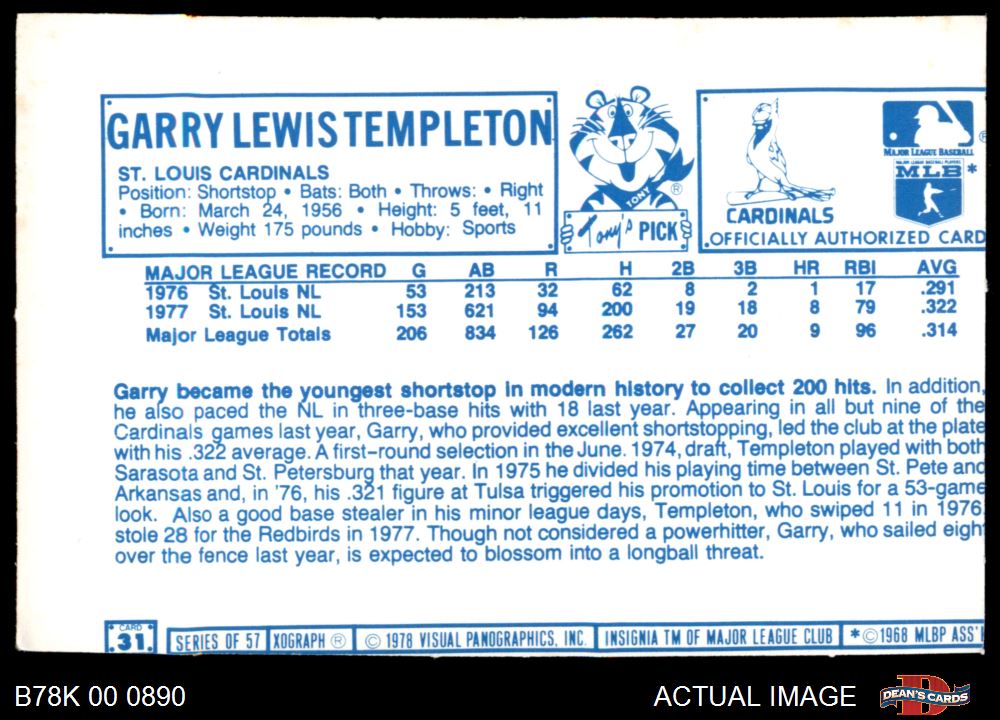 GARRY LEWIS TEMPLETON
ST. LOUIS CARDINALS
Position: Shortstop • Bats: Both • Throws: • Right
• Born: March 24, 1956 • Height: 5 feet, 11
inches • Weight 175 pounds • Hobby: Sports
TONY
®
Tony's PICK
CARDINALS
MAJOR LEAGUE BASEBALL
®
MAJOR LEAGUE BASEBALL PLAYERS
MLB *
OFFICIALLY AUTHORIZED CARD
MAJOR LEAGUE RECORD G AB R H 2B 3B HR RBI AVG
1976 St. Louis NL 53 213 32 62 8 2 1 17 .291
1977 St. Louis NL 153 621 94 200 19 18 8 79 .322
Major League Totals 206 834 126 262 27 20 9 96 .314
Garry became the youngest shortstop in modern history to collect 200 hits. In addition,
he also paced the NL in three-base hits with 18 last year. Appearing in all but nine of the
Cardinals games last year, Garry, who provided excellent shortstopping, led the club at the plate
with his .322 average. A first-round selection in the June. 1974, draft, Templeton played with both
Sarasota and St. Petersburg that year. In 1975 he divided his playing time between St. Pete and
Arkansas and, in '76, his .321 figure at Tulsa triggered his promotion to St. Louis for a 53-game
look. Also a good base stealer in his minor league days, Templeton, who swiped 11 in 1976,
stole 28 for the Redbirds in 1977. Though not considered a powerhitter, Garry, who sailed eigh
over the fence last year, is expected to blossom into a longball threat.
CARD
31
SERIES OF 57 XOGRAPH ® © 1978 VISUAL PANOGRAPHICS, INC. INSIGNIA TM OF MAJOR LEAGUE CLUB * © 1968 MLBP ASS'
B78K 00 0890
ACTUAL IMAGE
D
DEAN'S CARDS